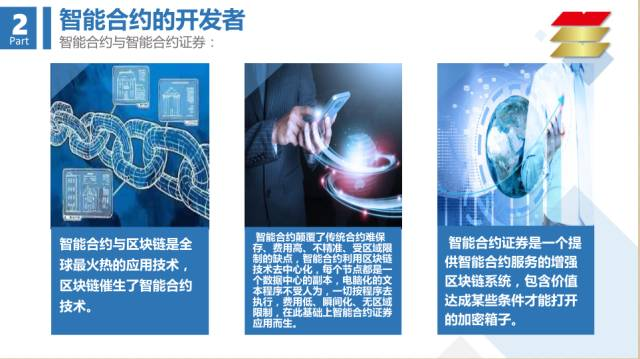 2
Part
智能合约的开发者
智能合约与智能合约证券：
智能合约与区块链是全
球最火热的应用技术，
区块链催生了智能合约
技术。
智能合约颠覆了传统合约难保
存、费用高、不精准、受区域限
制的缺点，智能合约利用区块链
技术去中心化，每个节点都是一
个数据中心的副本，电脑化的文
本程序不受人为，一切按程序去
执行，费用低、瞬间化、无区域
限制，在此基础上智能合约证券
应用而生。
智能合约证券是一个提
供智能合约服务的增强
区块链系统，包含价值
达成某些条件才能打开
的加密箱子。